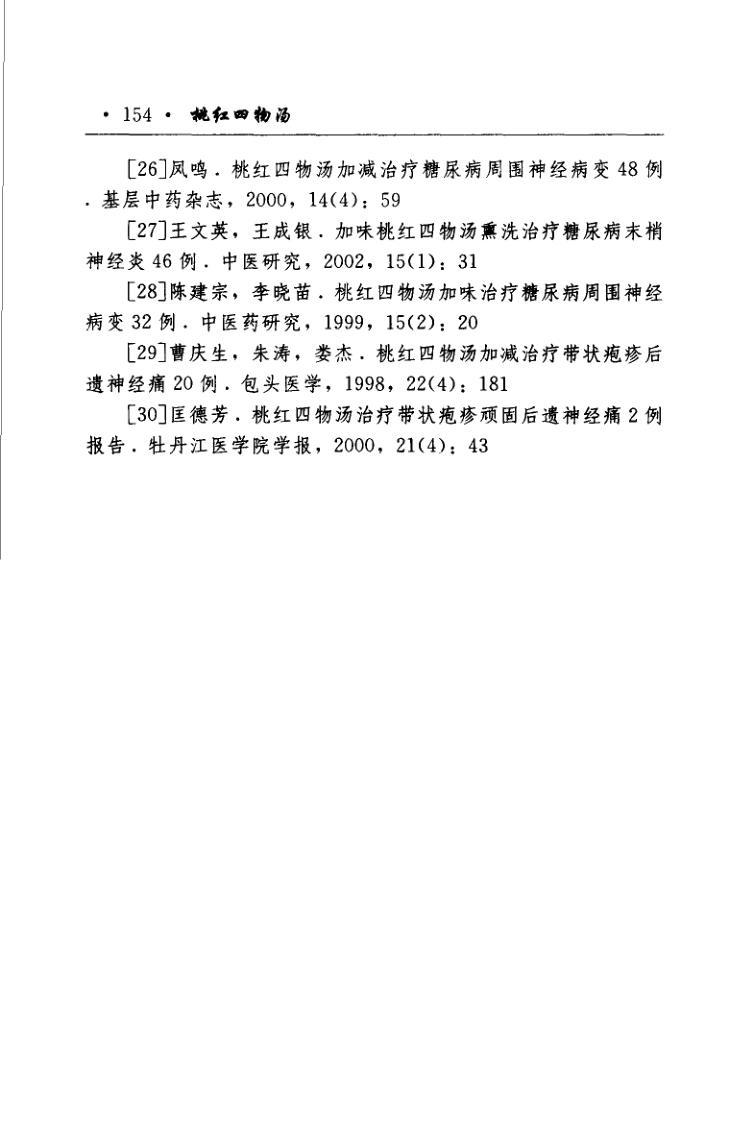 · 154 · 桃红四物汤
[26]凤鸣．桃红四物汤加减治疗糖尿病周围神经病变 48 例
．基层中药杂志，2000，14(4)：59
[27]王文英，王成银．加味桃红四物汤熏洗治疗糖尿病末梢
神经炎 46 例．中医研究，2002，15(1)：31
[28]陈建宗，李晓苗．桃红四物汤加味治疗糖尿病周围神经
病变 32 例．中医药研究，1999，15(2)：20
[29]曹庆生，朱涛，娄杰．桃红四物汤加减治疗带状疱疹后
遗神经痛 20 例．包头医学，1998，22(4)：181
[30]匡德芳．桃红四物汤治疗带状疱疹顽固后遗神经痛 2 例
报告．牡丹江医学院学报，2000，21(4)：43